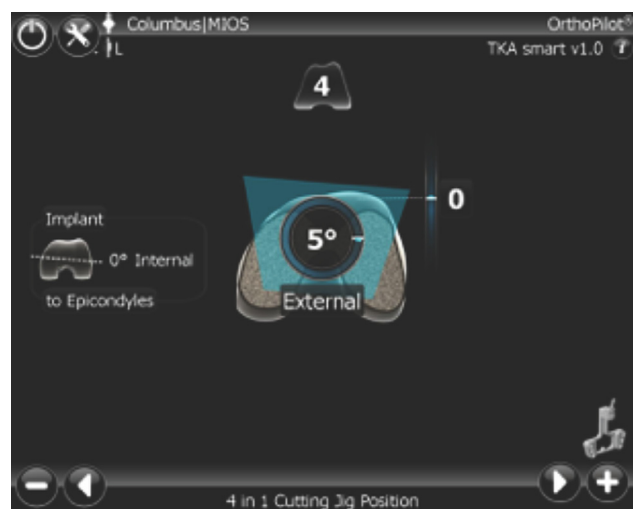 Columbus|MIOS
OrthoPilot®
L
TKA smart v1.0
4
0
Implant
5°
0° Internal
to Epicondyles
External
4 in 1 Cutting Jig Position